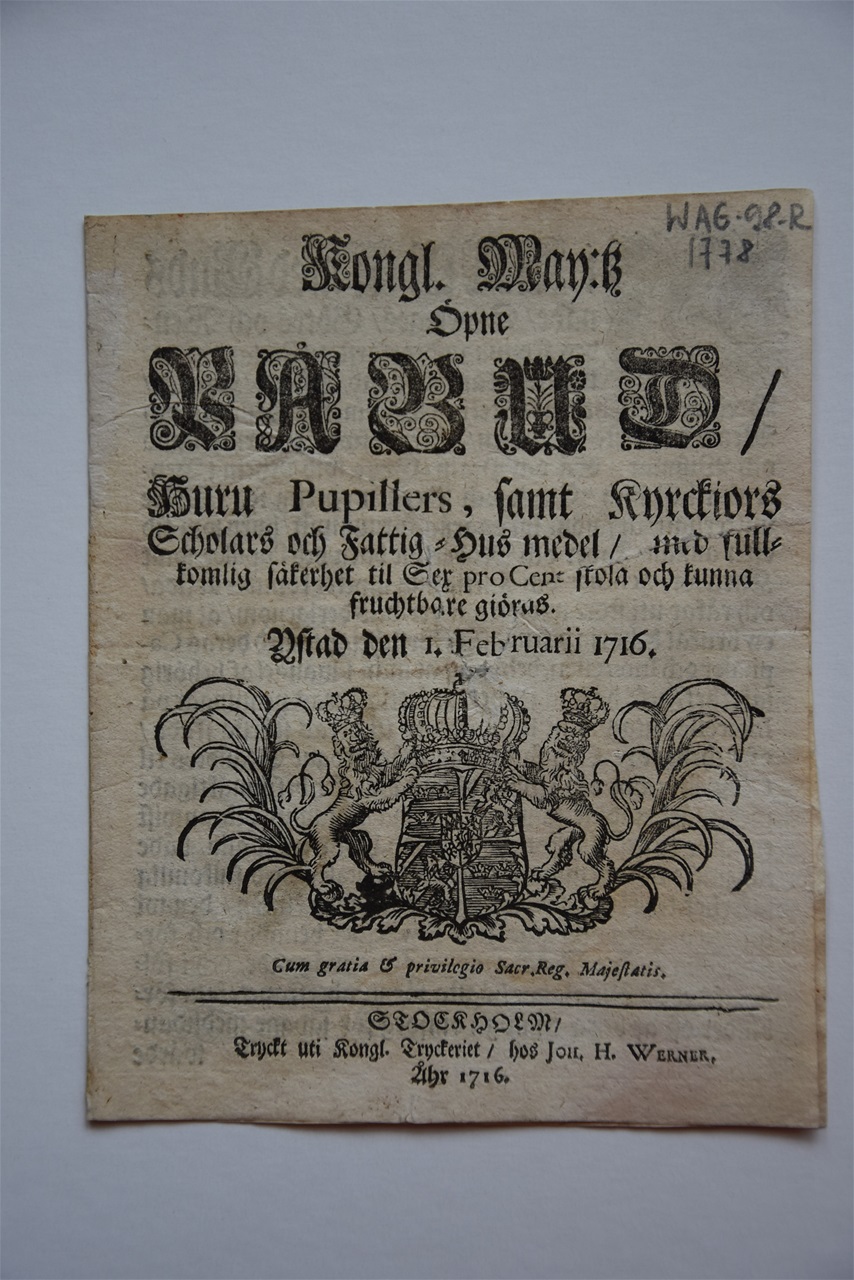 WAG-98-R
1778
Kongl. May:tz
Öpne
PÅBUD/
Huru Pupillers, samt Kyrckiors
Scholars och Fattig-Hus medel/ med full-
komlig säkerhet til Sex pro Cent skola och kunna
fruchtbare giöras.
Ystad den 1. Februarii 1716.
Cum gratia & privilegio Sacr. Reg. Majestatis.
STOCKHOLM/
Tryckt uti Kongl. Tryckeriet/ hos Joh. H. Werner.
Åhr 1716.